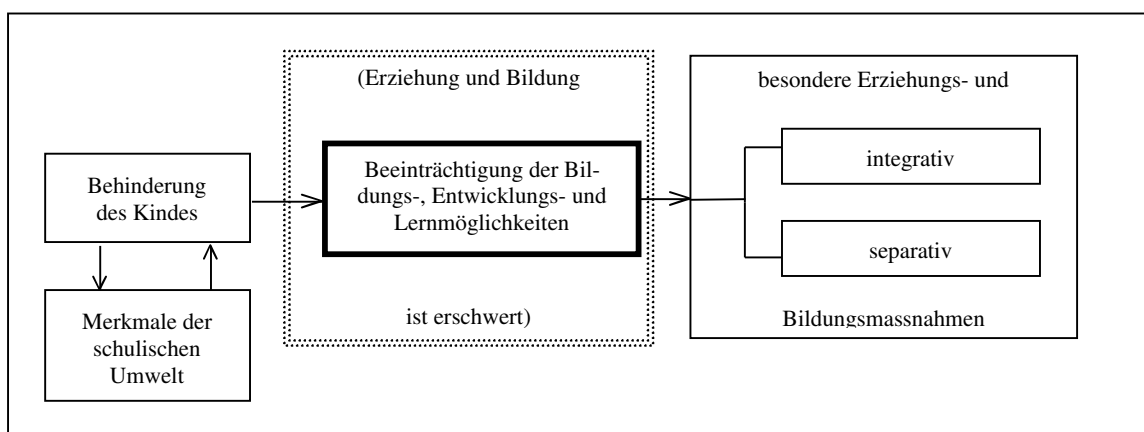 Behinderung
des Kindes
Merkmale der
schulischen
Umwelt
(Erziehung und Bildung
Beeinträchtigung der Bil-
dungs-, Entwicklungs- und
Lernmöglichkeiten
ist erschwert)
besondere Erziehungs- und
integrativ
separativ
Bildungsmassnahmen